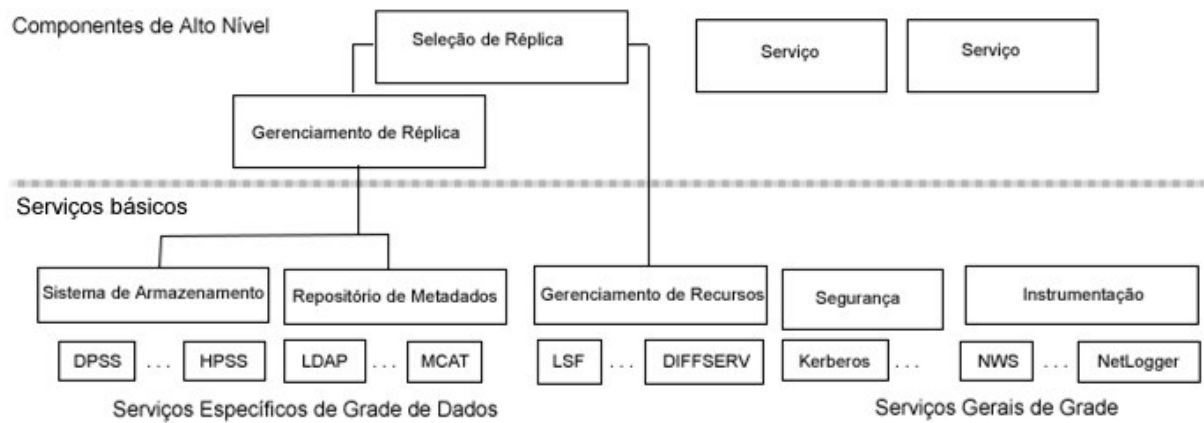 Componentes de Alto Nível
Seleção de Réplica
Serviço
Serviço
Gerenciamento de Réplica
Serviços básicos
Sistema de Armazenamento
Repositório de Metadados
Gerenciamento de Recursos
Segurança
Instrumentação
DPSS ... HPSS
LDAP ... MCAT
LSF ... DIFFSERV
Kerberos ...
NWS ... NetLogger
Serviços Específicos de Grade de Dados
Serviços Gerais de Grade